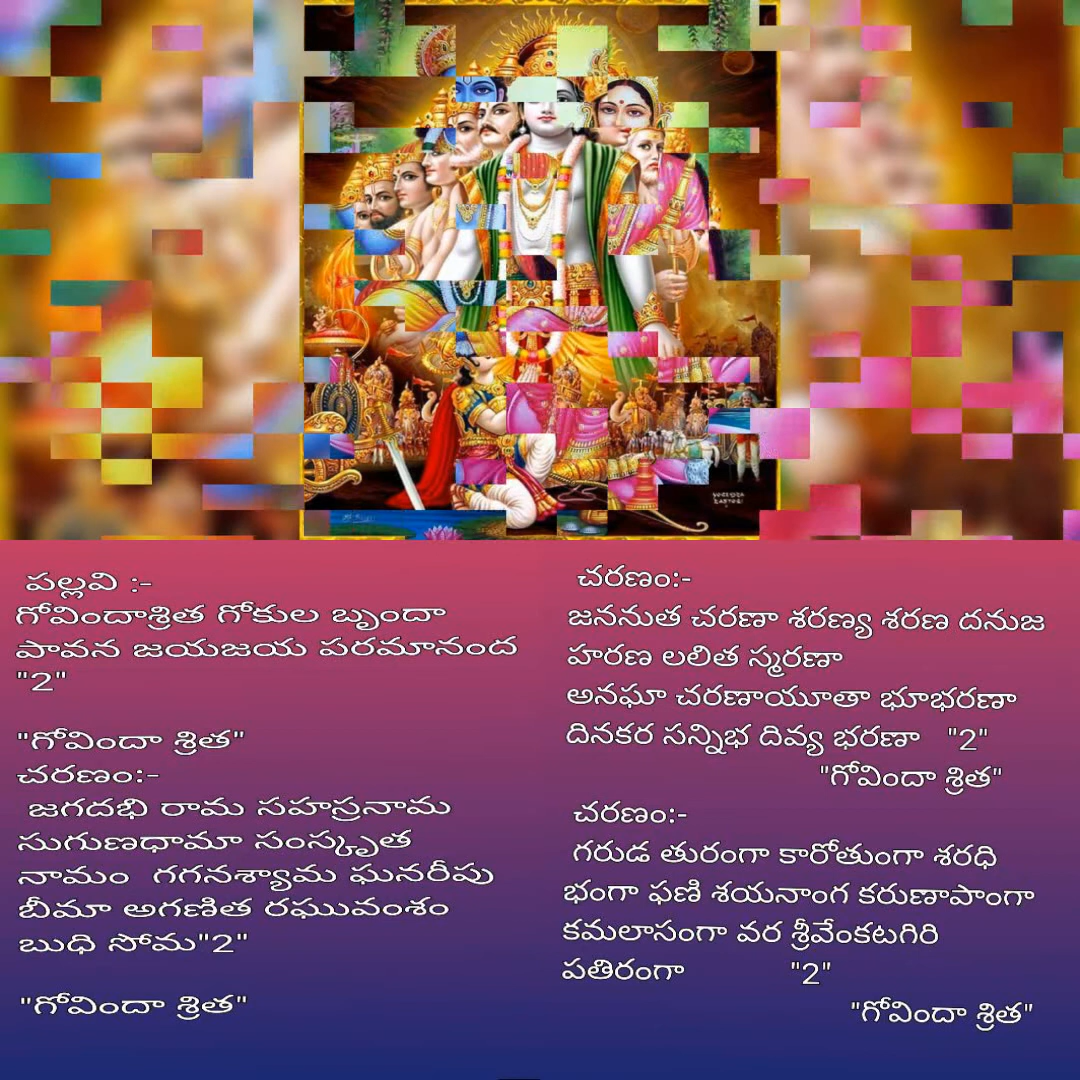 పల్లవి :-
గోవిందాశ్రిత గోకుల బృందా
పావన జయజయ పరమానంద
"2"
"గోవిందా శ్రిత"
చరణం:-
జగదభి రామ సహస్రనామ
సుగుణధామా సంస్కృత
నామం గగనశ్యామ ఘనరీపు
బీమా అగణిత రఘువంశం
బుధి సోమ"2"
"గోవిందా శ్రిత"
చరణం:-
జననుత చరణా శరణ్య శరణ దనుజ
హరణ లలిత స్మరణా
అనఘా చరణాయూతా భూభరణా
దినకర సన్నిభ దివ్య భరణా "2"
"గోవిందా శ్రిత"
చరణం:-
గరుడ తురంగా కారోతుంగా శరధి
భంగా ఫణి శయనాంగ కరుణాపాంగా
కమలాసంగా వర శ్రీవేంకటగిరి
పతిరంగా "2"
"గోవిందా శ్రిత"